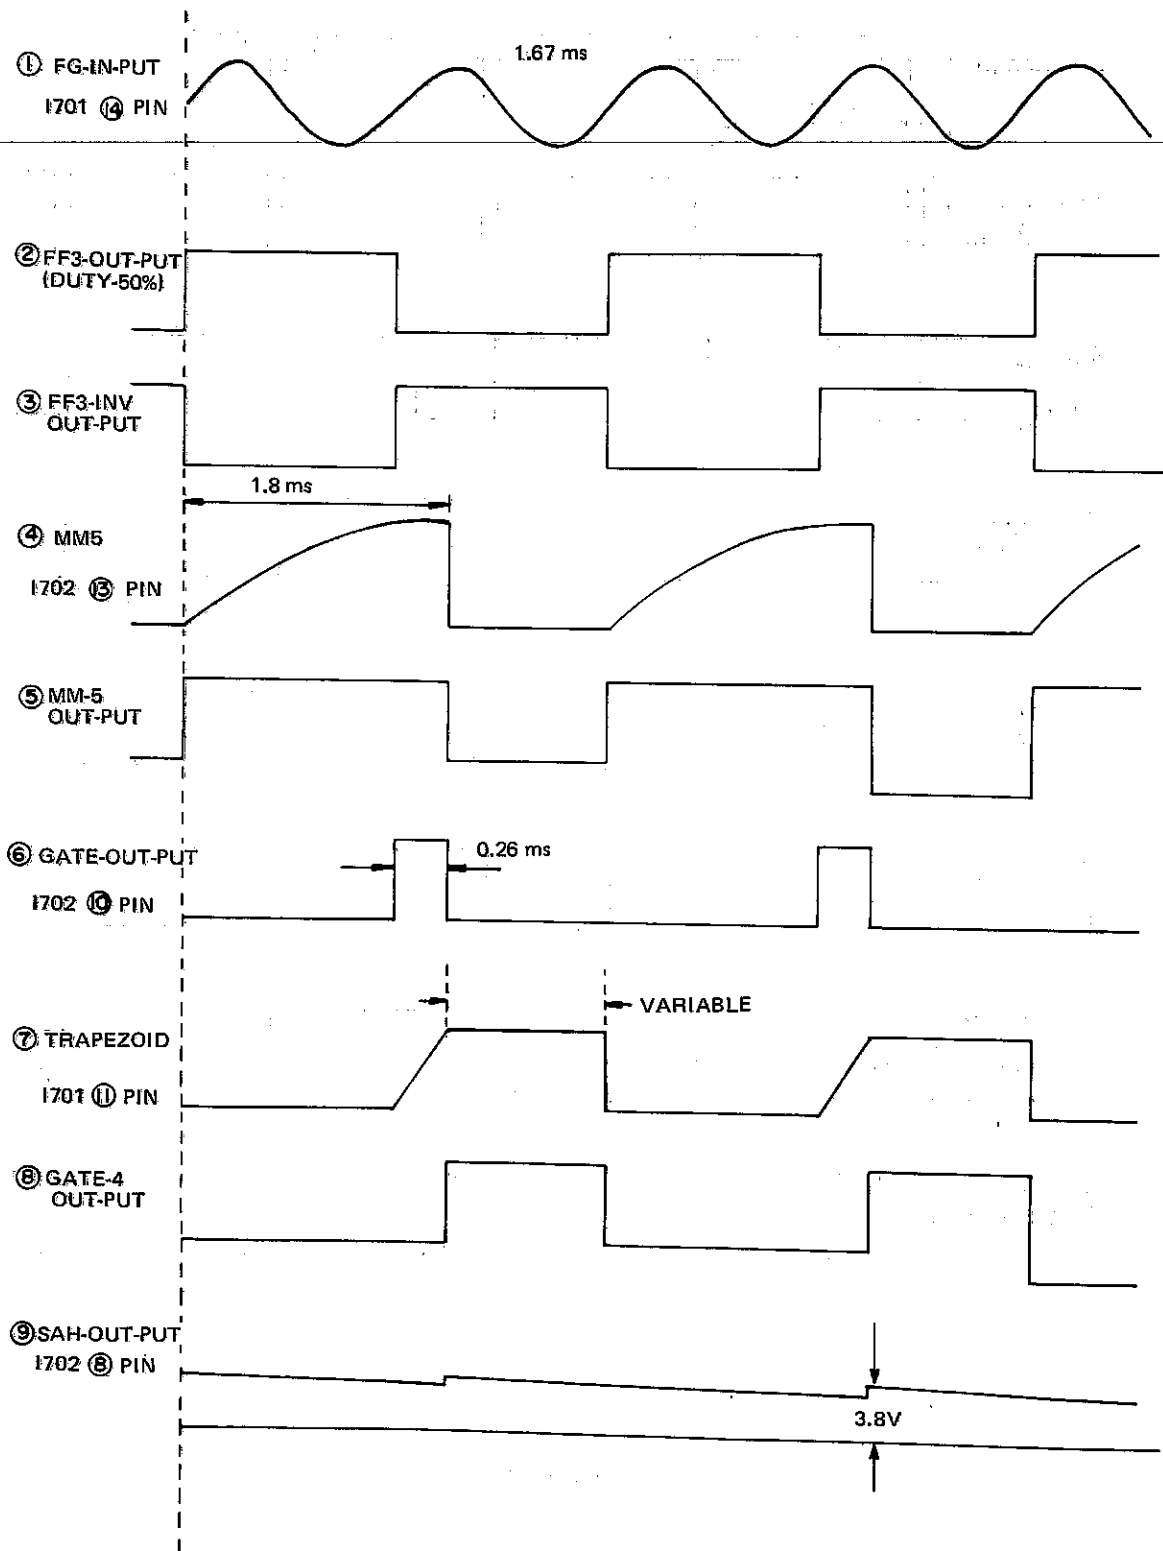 1.67 ms
① FG-IN-PUT
I701 ⑭ PIN
② FF3-OUT-PUT
(DUTY-50%)
③ FF3-INV
OUT-PUT
1.8 ms
④ MM5
I702 ⑬ PIN
⑤ MM-5
OUT-PUT
⑥ GATE-OUT-PUT
0.26 ms
I702 ⑩ PIN
VARIABLE
⑦ TRAPEZOID
I701 ⑪ PIN
⑧ GATE-4
OUT-PUT
⑨ SAH-OUT-PUT
I702 ⑧ PIN
3.8V